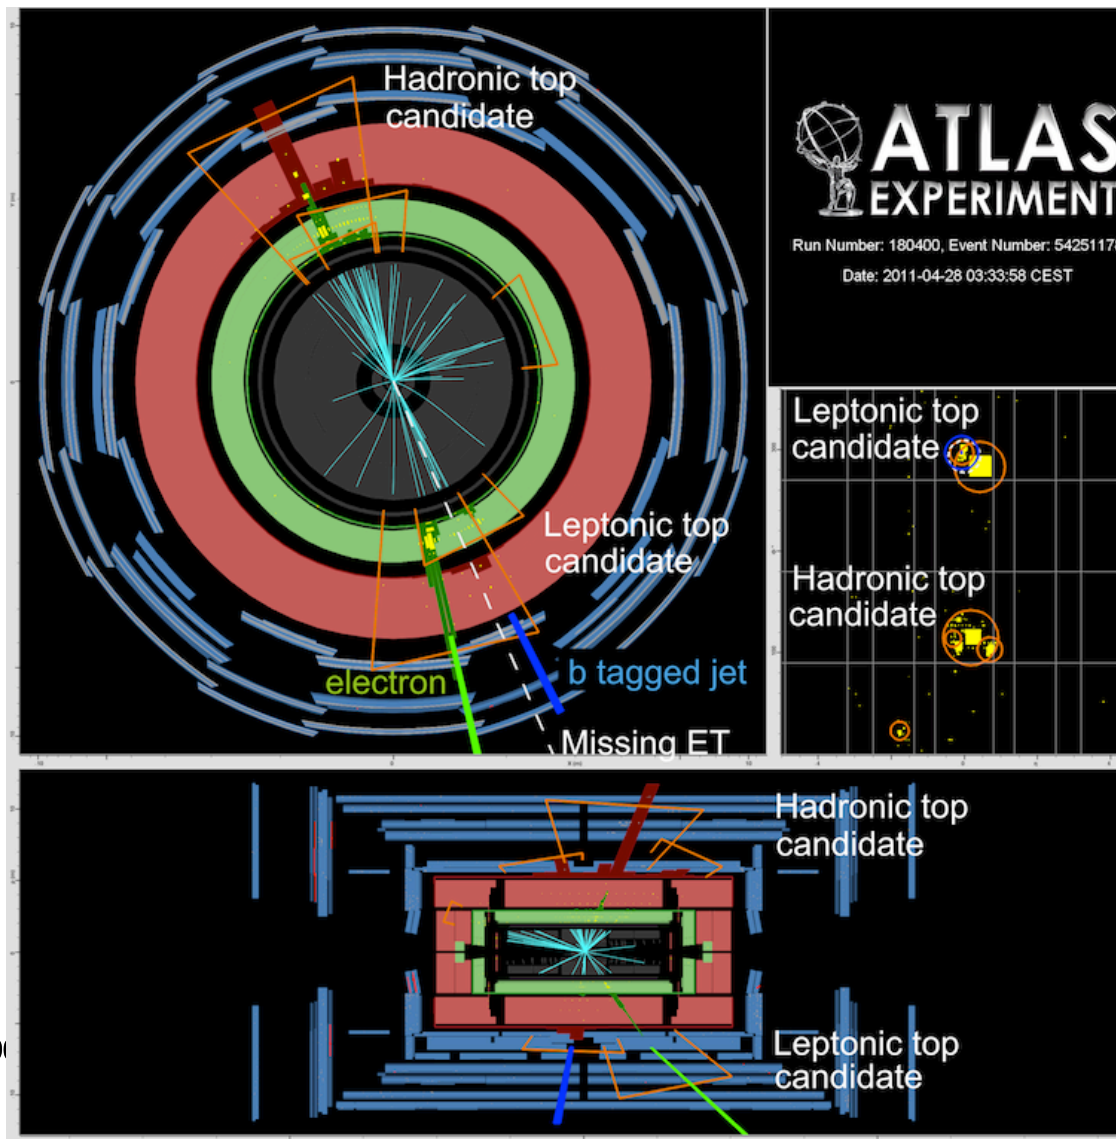 Hadronic top
candidate
ATLAS
EXPERIMENT
Run Number: 180400, Event Number: 5425117
Date: 2011-04-28 03:33:58 CEST
Leptonic top
candidate
Hadronic top
candidate
Leptonic top
candidate
electron
b tagged jet
Missing ET
Hadronic top
candidate
Leptonic top
candidate